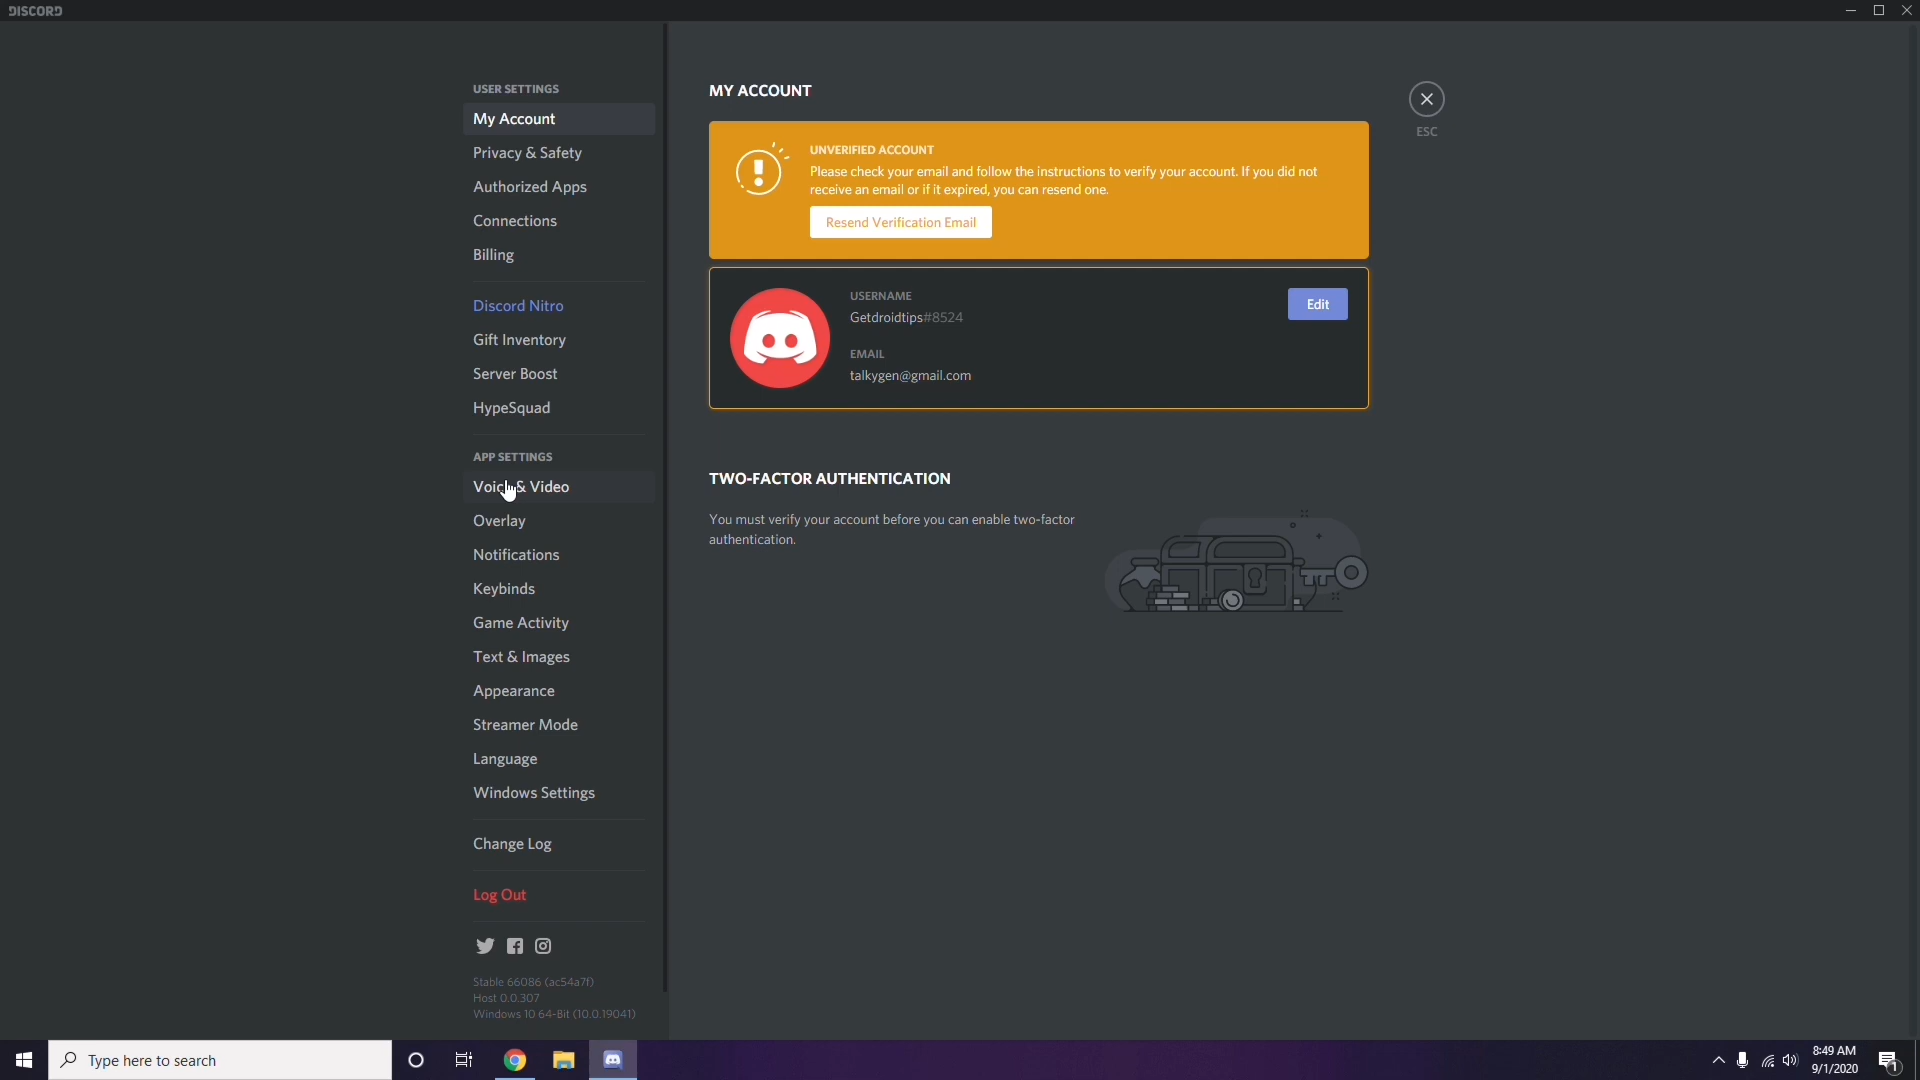 DISCORD
USER SETTINGS
My Account
Privacy & Safety
Authorized Apps
Connections
Billing
Discord Nitro
Gift Inventory
Server Boost
HypeSquad
APP SETTINGS
Voice & Video
Overlay
Notifications
Keybinds
Game Activity
Text & Images
Appearance
Streamer Mode
Language
Windows Settings
Change Log
Log Out
Stable 66086 (ac54a7f)
Host 0.0.307
Windows 10 64-Bit (10.0.19041)
MY ACCOUNT
ESC
UNVERIFIED ACCOUNT
Please check your email and follow the instructions to verify your account. If you did not
receive an email or if it expired, you can resend one.
Resend Verification Email
USERNAME
Getdroidtips#8524
Edit
EMAIL
talkygen@gmail.com
TWO-FACTOR AUTHENTICATION
You must verify your account before you can enable two-factor
authentication.
Type here to search
8:49 AM
9/1/2020
1